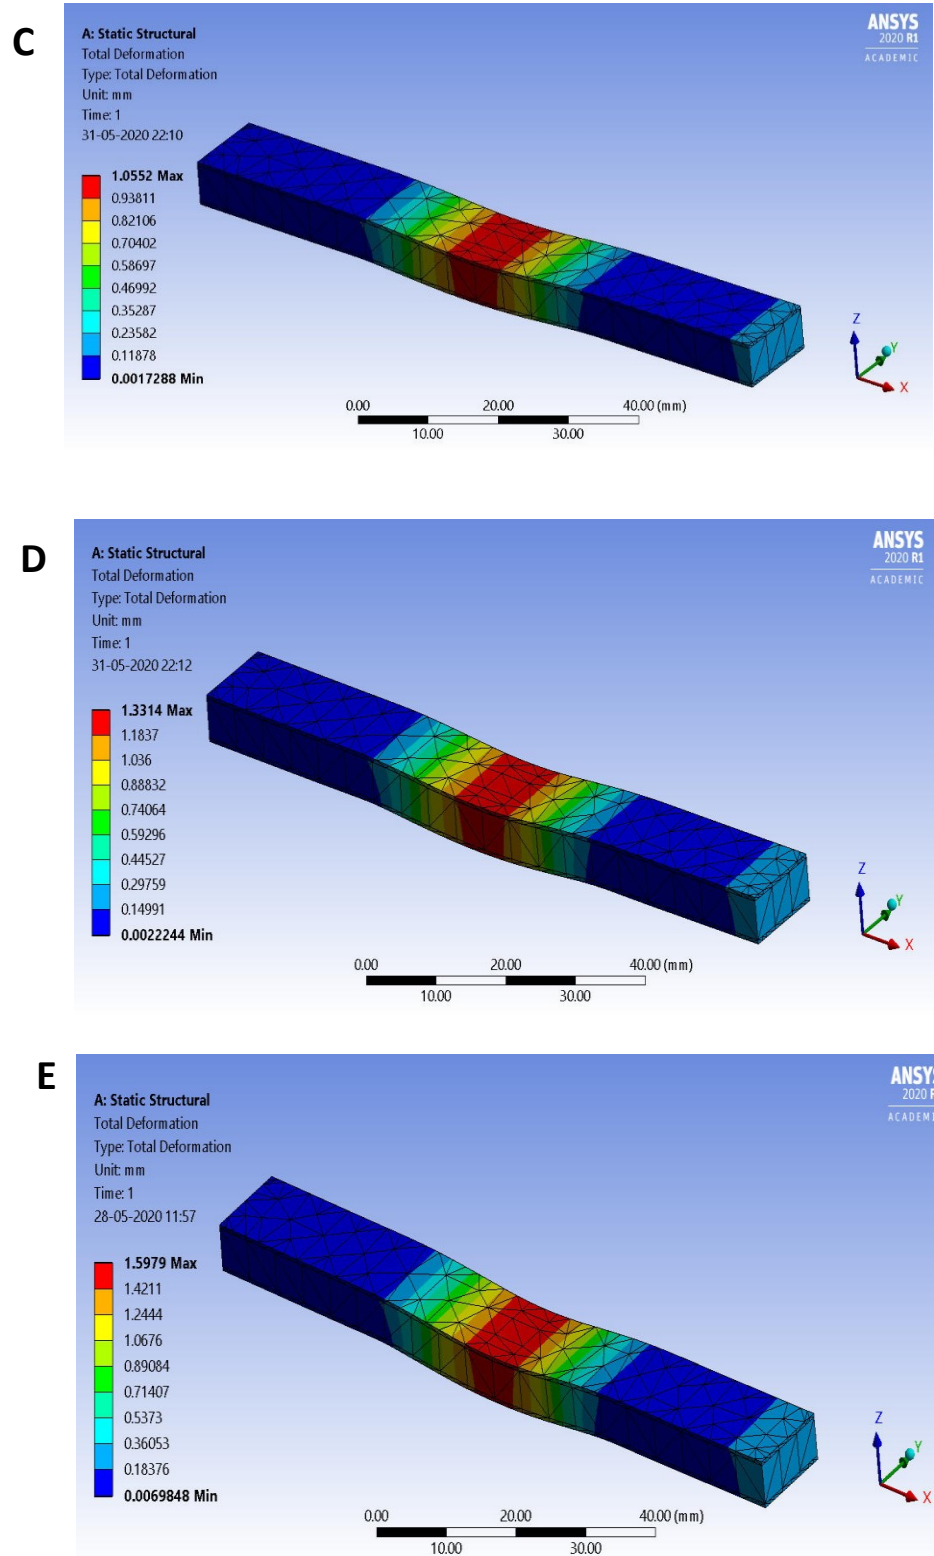 C
A: Static Structural
Total Deformation
Type: Total Deformation
Unit: mm
Time: 1
31-05-2020 22:10
ANSYS
2020 R1
ACADEMIC
1.0552 Max
0.93811
0.82106
0.70402
0.58697
0.46992
0.35287
0.23582
0.11878
0.0017288 Min
Z
Y
X
0.00 20.00 40.00 (mm)
10.00 30.00
D
A: Static Structural
Total Deformation
Type: Total Deformation
Unit: mm
Time: 1
31-05-2020 22:12
ANSYS
2020 R1
ACADEMIC
1.3314 Max
1.1837
1.036
0.88832
0.74064
0.59296
0.44527
0.29759
0.14991
0.0022244 Min
Z
Y
X
0.00 20.00 40.00 (mm)
10.00 30.00
E
A: Static Structural
Total Deformation
Type: Total Deformation
Unit: mm
Time: 1
28-05-2020 11:57
ANSYS
2020 R
ACADEMI
1.5979 Max
1.4211
1.2444
1.0676
0.89084
0.71407
0.5373
0.36053
0.18376
0.0069848 Min
Z
Y
X
0.00 20.00 40.00 (mm)
10.00 30.00